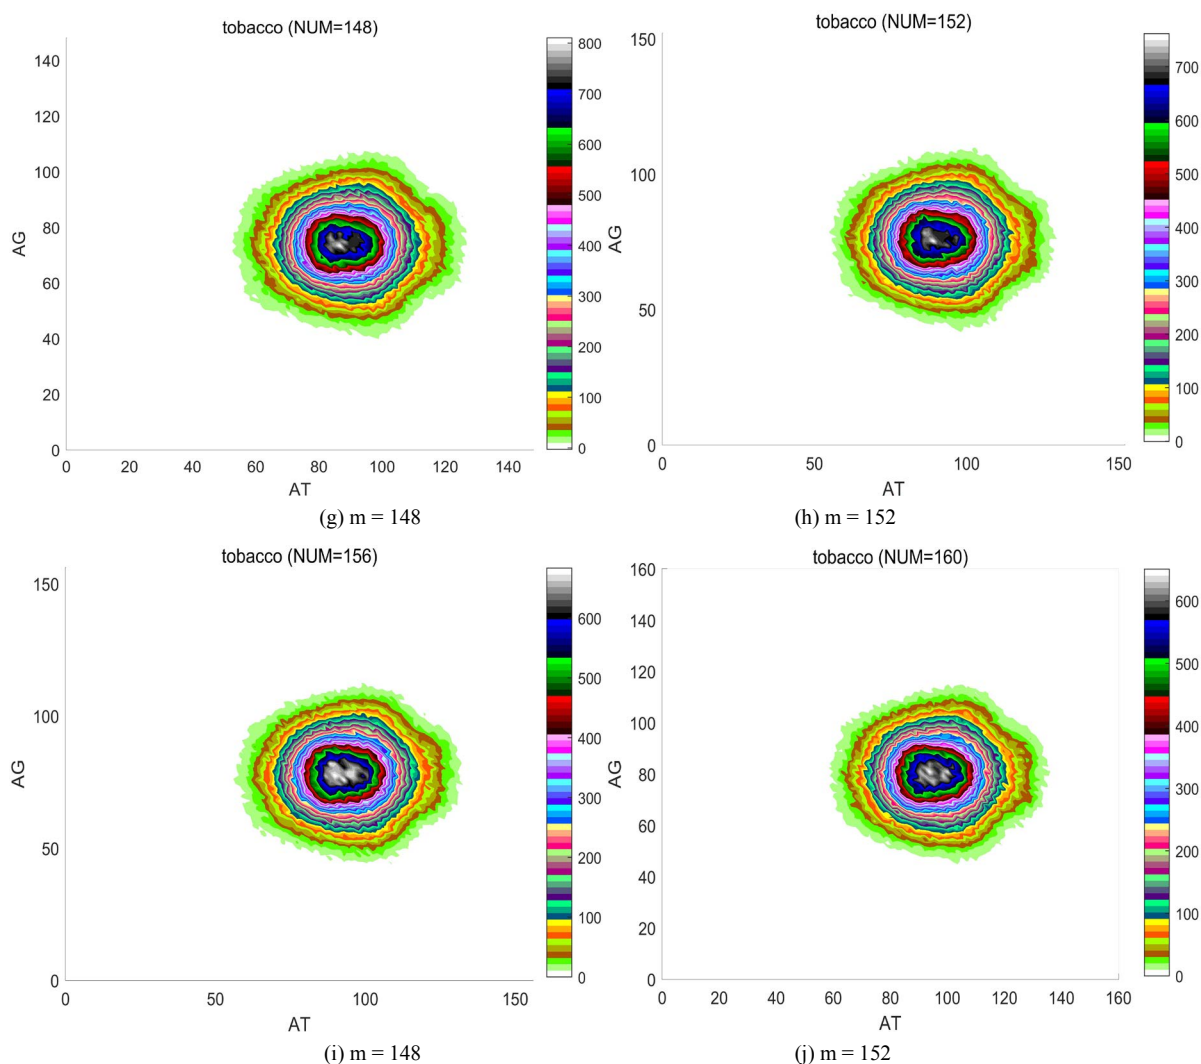 tobacco (NUM=148)
140
120
100
80
60
40
20
0
AG
0 20 40 60 80 100 120 140
AT
800
700
600
500
400
300
200
100
0
(g) m = 148
tobacco (NUM=152)
150
100
50
0
AG
0 50 100 150
AT
700
600
500
400
300
200
100
0
(h) m = 152
tobacco (NUM=156)
150
100
50
0
AG
0 50 100 150
AT
600
500
400
300
200
100
0
(i) m = 148
tobacco (NUM=160)
160
140
120
100
80
60
40
20
0
AG
0 20 40 60 80 100 120 140 160
AT
600
500
400
300
200
100
0
(j) m = 152